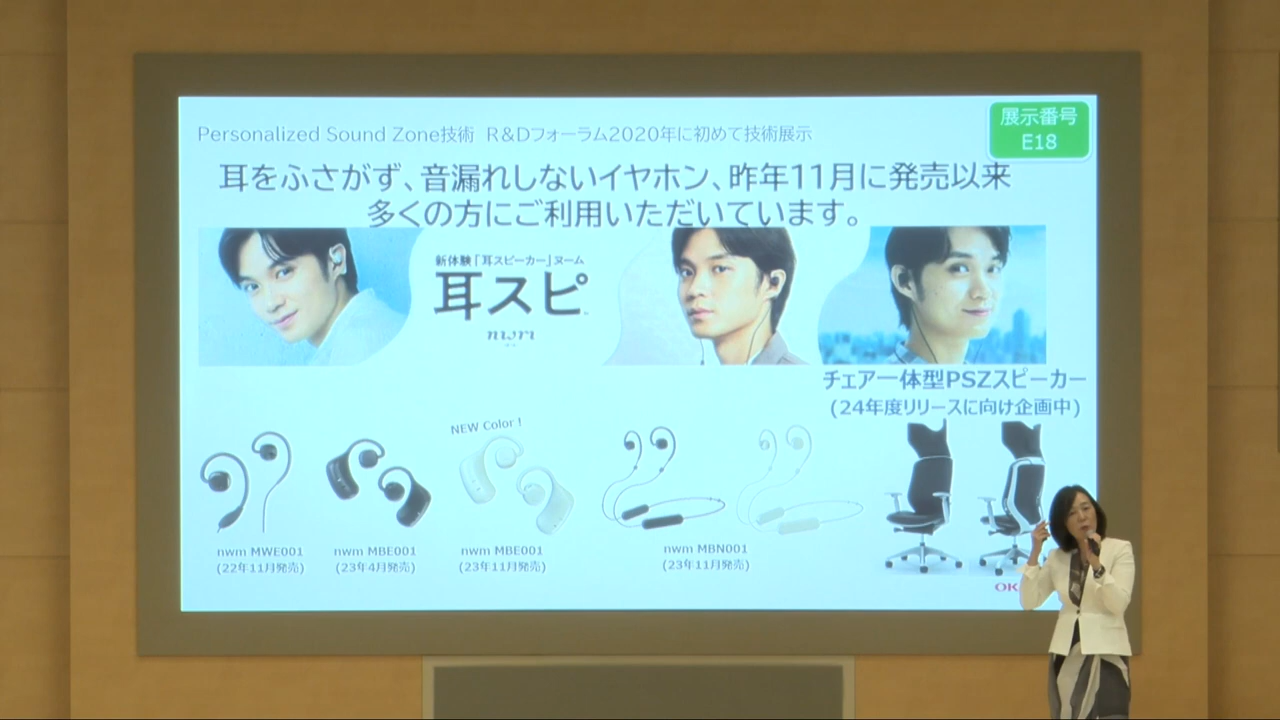 展示番号
E18
Personalized Sound Zone技術 R&Dフォーラム2020年に初めて技術展示
耳をふさがず、音漏れしないイヤホン、昨年11月に発売以来
多くの方にご利用いただいています。
新体験「耳スピーカー」ヌーム
耳スピ
nwm
チェア一体型PSZスピーカー
(24年度リリースに向け企画中)
NEW Color !
nwm MWE001
(22年11月発売)
nwm MBE001
(23年4月発売)
nwm MBE001
(23年11月発売)
nwm MBN001
(23年11月発売)